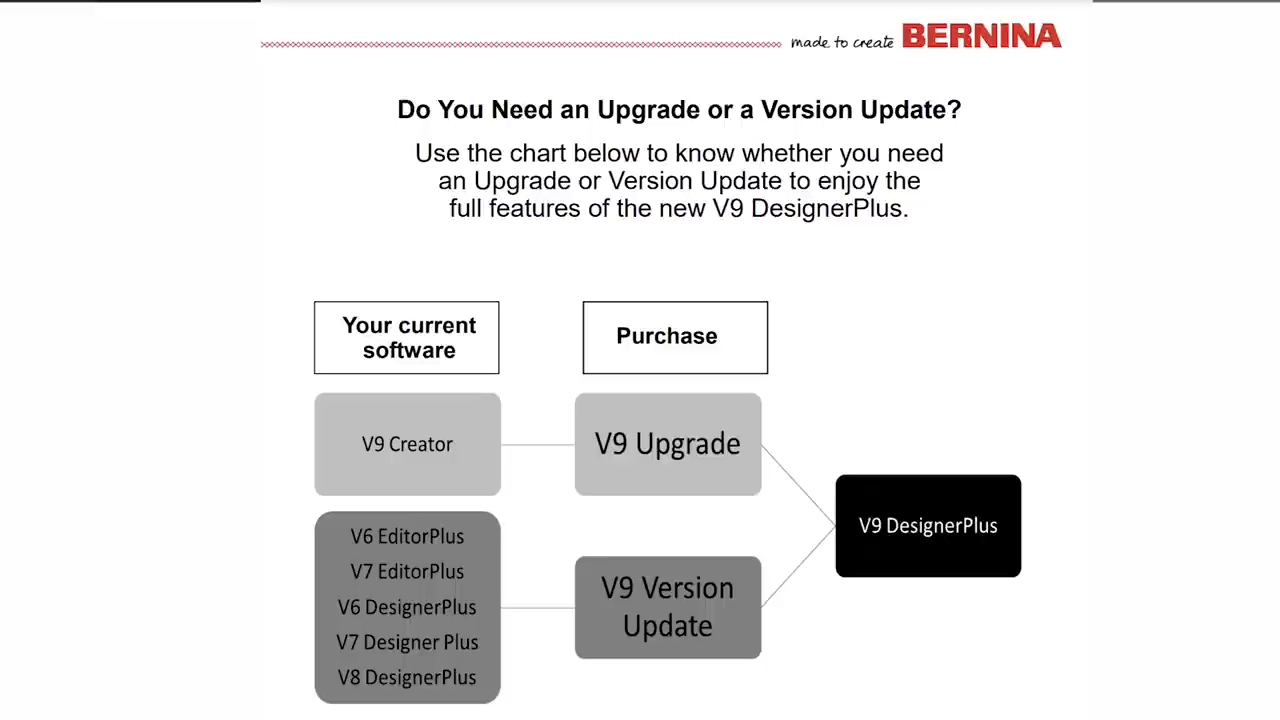 made to create BERNINA
Do You Need an Upgrade or a Version Update?
Use the chart below to know whether you need
an Upgrade or Version Update to enjoy the
full features of the new V9 DesignerPlus.
Your current
software
Purchase
V9 Creator
V9 Upgrade
V9 DesignerPlus
V6 EditorPlus
V7 EditorPlus
V6 DesignerPlus
V7 Designer Plus
V8 DesignerPlus
V9 Version
Update